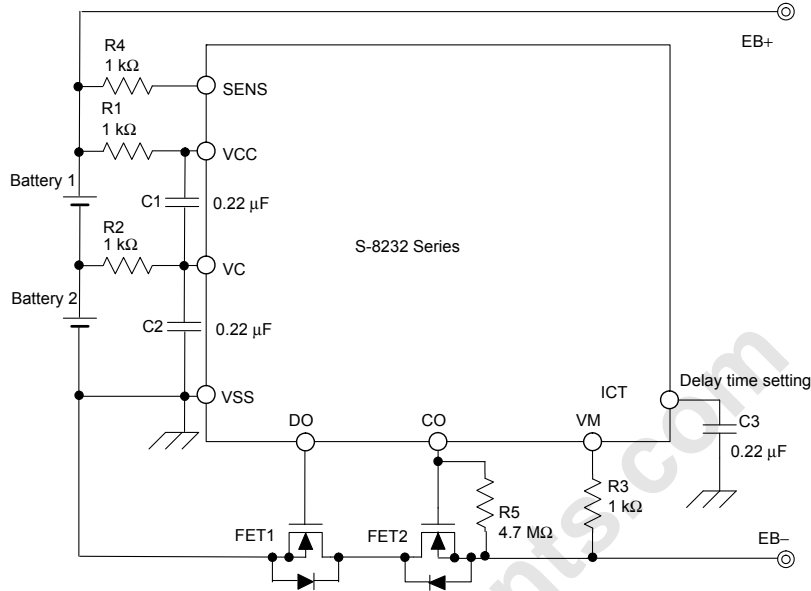 EB+
R4
1 kΩ
SENS
R1
1 kΩ
VCC
Battery 1
C1
0.22 μF
R2
1 kΩ
S-8232 Series
VC
Battery 2
C2
0.22 μF
VSS
ICT
Delay time setting
DO
CO
VM
C3
0.22 μF
R3
1 kΩ
R5
4.7 MΩ
FET1
FET2
EB−
nts.com